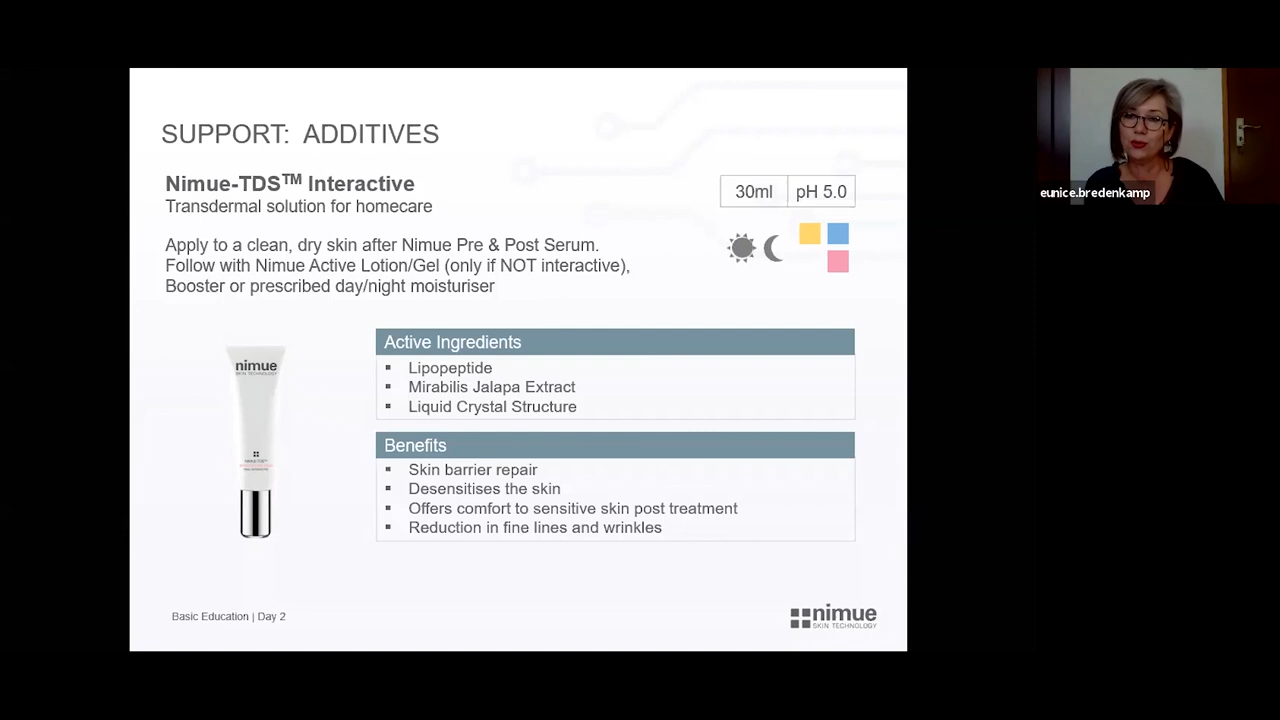 SUPPORT: ADDITIVES
Nimue-TDS™ Interactive
Transdermal solution for homecare
30ml
pH 5.0
Apply to a clean, dry skin after Nimue Pre & Post Serum.
Follow with Nimue Active Lotion/Gel (only if NOT interactive),
Booster or prescribed day/night moisturiser
nimue
SKIN TECHNOLOGY
Active Ingredients
▪ Lipopeptide
▪ Mirabilis Jalapa Extract
▪ Liquid Crystal Structure
Benefits
▪ Skin barrier repair
▪ Desensitises the skin
▪ Offers comfort to sensitive skin post treatment
▪ Reduction in fine lines and wrinkles
Basic Education | Day 2
nimue
SKIN TECHNOLOGY
eunice.bredenkamp